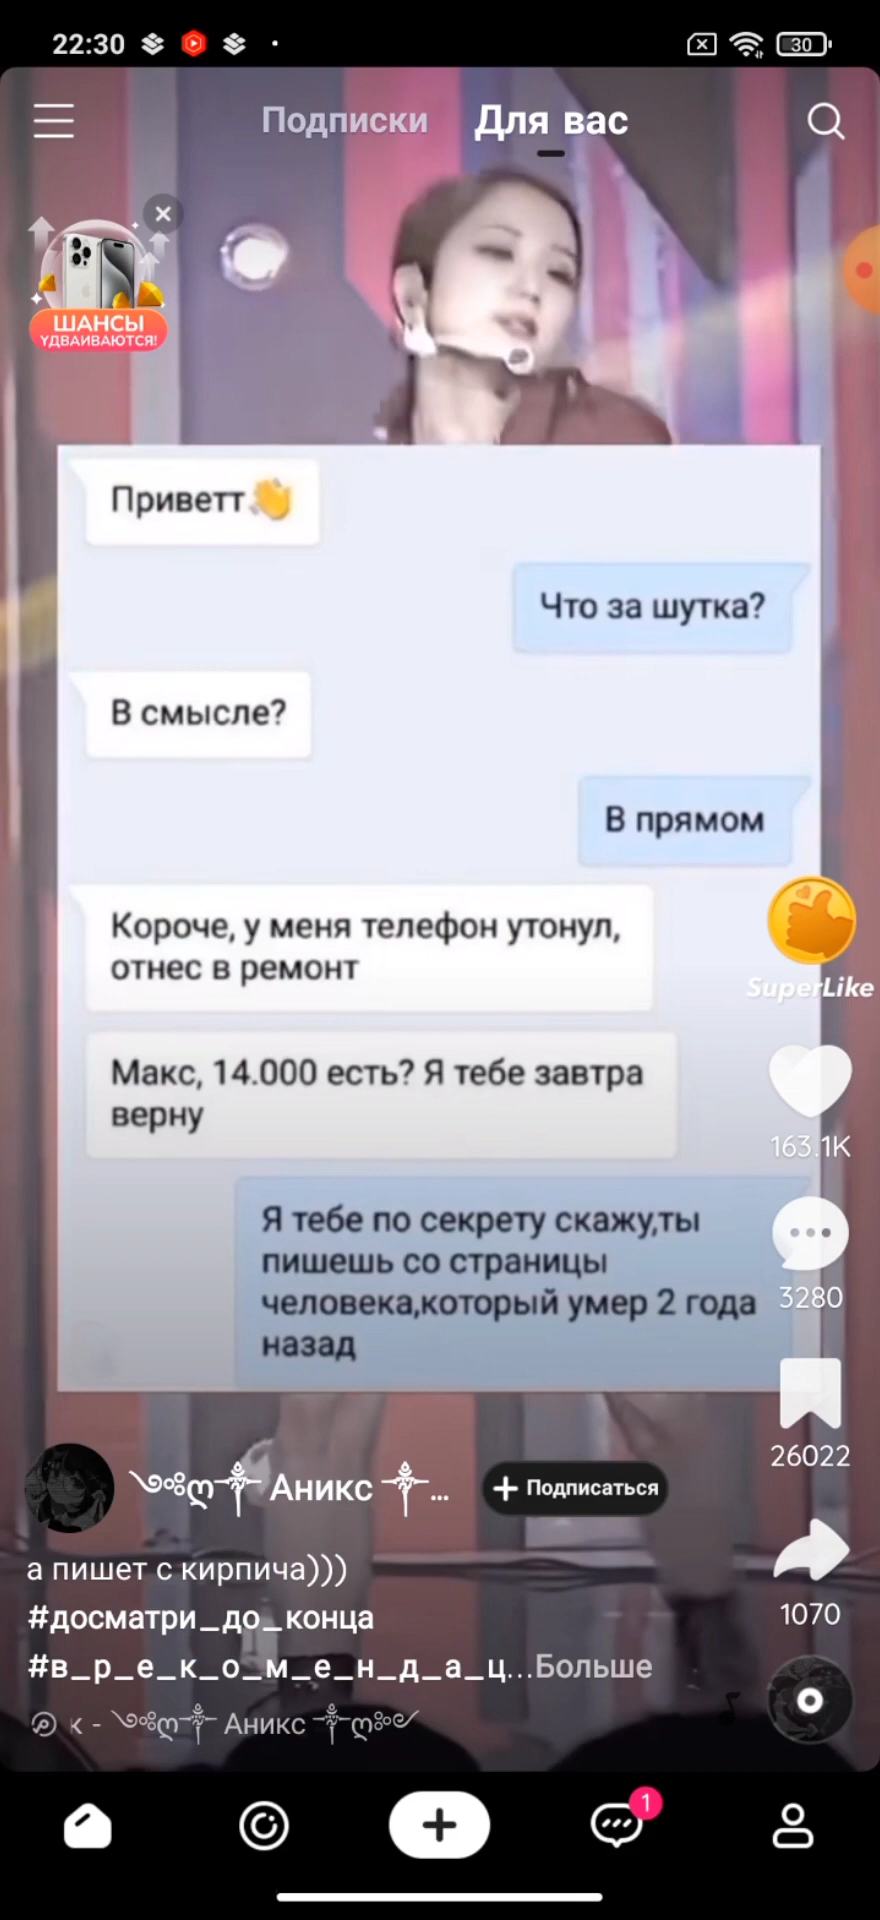 22:30
30
Подписки Для вас
ШАНСЫ
УДВАИВАЮТСЯ!
Приветт👋
Что за шутка?
В смысле?
В прямом
Короче, у меня телефон утонул,
отнес в ремонт
Макс, 14.000 есть? Я тебе завтра
верну
Я тебе по секрету скажу,ты
пишешь со страницы
человека,который умер 2 года
назад
SuperLike
163.1K
3280
26022
1070
Аникс ...
+ Подписаться
а пишет с кирпича)))
#досматри_до_конца
#в_р_е_к_о_м_е_н_д_а_ц...Больше
к - Аникс
1